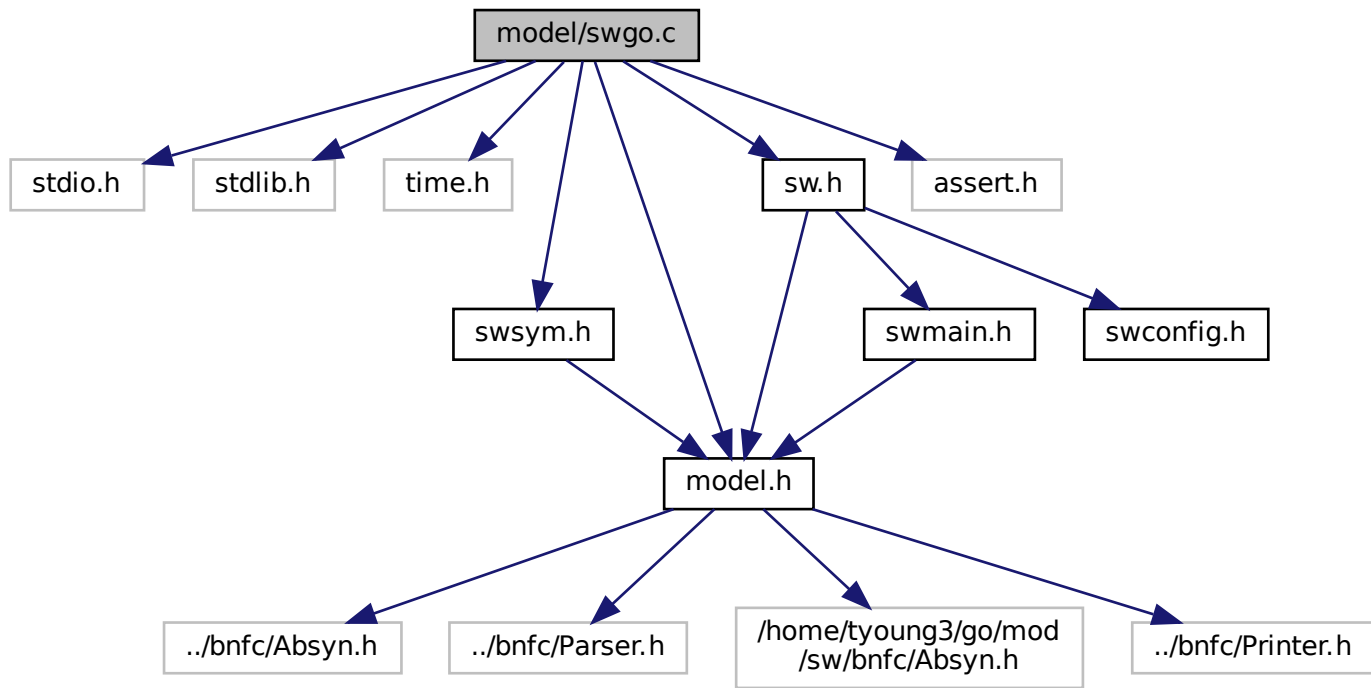 model/swgo.c
stdio.h
stdlib.h
time.h
sw.h
assert.h
swsym.h
swmain.h
swconfig.h
model.h
../bnfc/Absyn.h
../bnfc/Parser.h
/home/tyoung3/go/mod
/sw/bnfc/Absyn.h
../bnfc/Printer.h